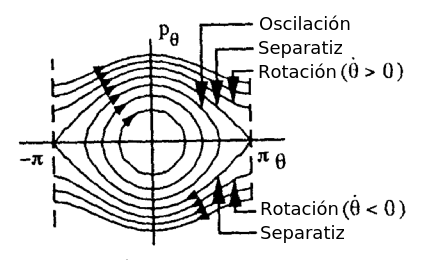 p_θ
Oscilación
Separatiz
Rotación (θ̇ > 0)
-π
π θ
Rotación (θ̇ < 0)
Separatiz